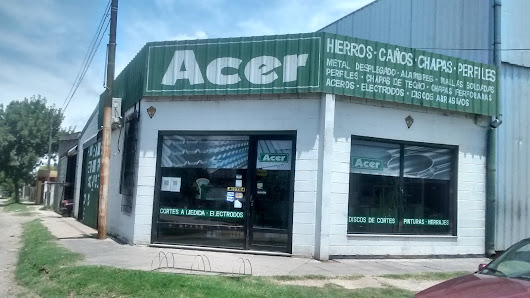 Acer
HIERROS · CAÑOS · CHAPAS · PERFILES
METAL DESPLEGADO · ALAMBRES · MALLAS SOLDADAS
PERFILES · CHAPAS DE TECHO · CHAPAS PERFORADAS
ACEROS · ELECTRODOS · DISCOS ABRASIVOS
Acer
Acer
CORTES A MEDIDA · ELECTRODOS
DISCOS DE CORTES · PINTURAS · HERRAJES